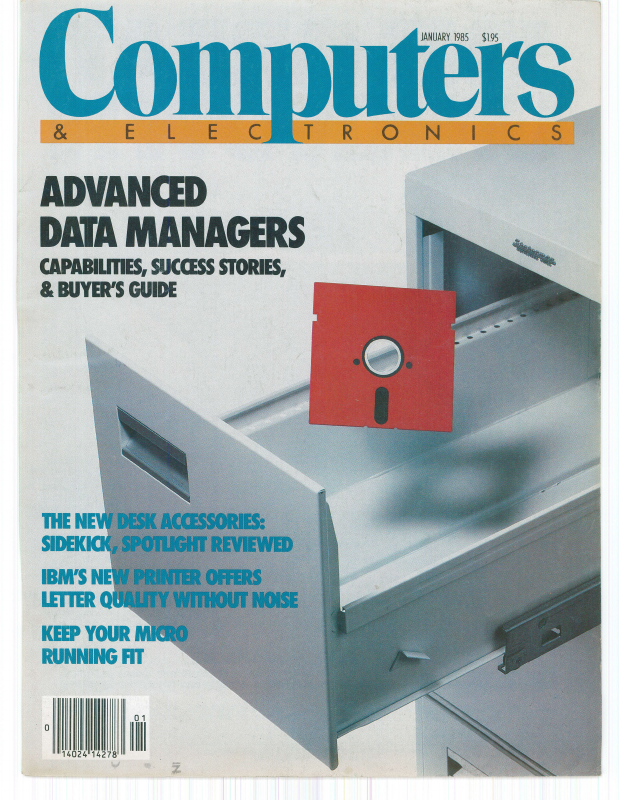 JANUARY 1985 $1.95
Computers
& ELECTRONICS
ADVANCED
DATA MANAGERS
CAPABILITIES, SUCCESS STORIES,
& BUYER'S GUIDE
THE NEW DESK ACCESSORIES:
SIDEKICK, SPOTLIGHT REVIEWED
IBM'S NEW PRINTER OFFERS
LETTER QUALITY WITHOUT NOISE
KEEP YOUR MICRO
RUNNING FIT
01
0
14024 14278